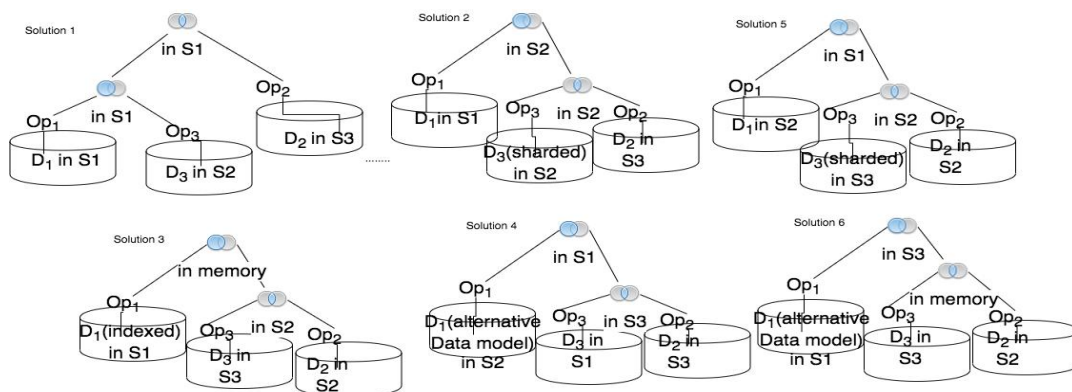 Solution 1
in S1
in S1
Op2
Op1
Op3
D2 in S3
D1 in S1
D3 in S2
........
Solution 2
in S2
Op1
Op3
in S2
Op2
D1 in S1
D3(sharded)
in S2
D2 in
S3
Solution 5
in S1
Op1
Op3
in S2
Op2
D1 in S2
D3(sharded)
in S3
D2 in
S2
Solution 3
in memory
Op1
Op3
in S2
Op2
D1(indexed)
in S1
D3 in
S3
D2 in
S2
Solution 4
in S1
Op1
Op3
in S3
Op2
D1(alternative
Data model)
in S2
D3 in
S1
D2 in
S3
Solution 6
in S3
in memory
Op1
Op3
Op2
D1(alternative
Data model)
in S1
D3 in
S3
D2 in
S2